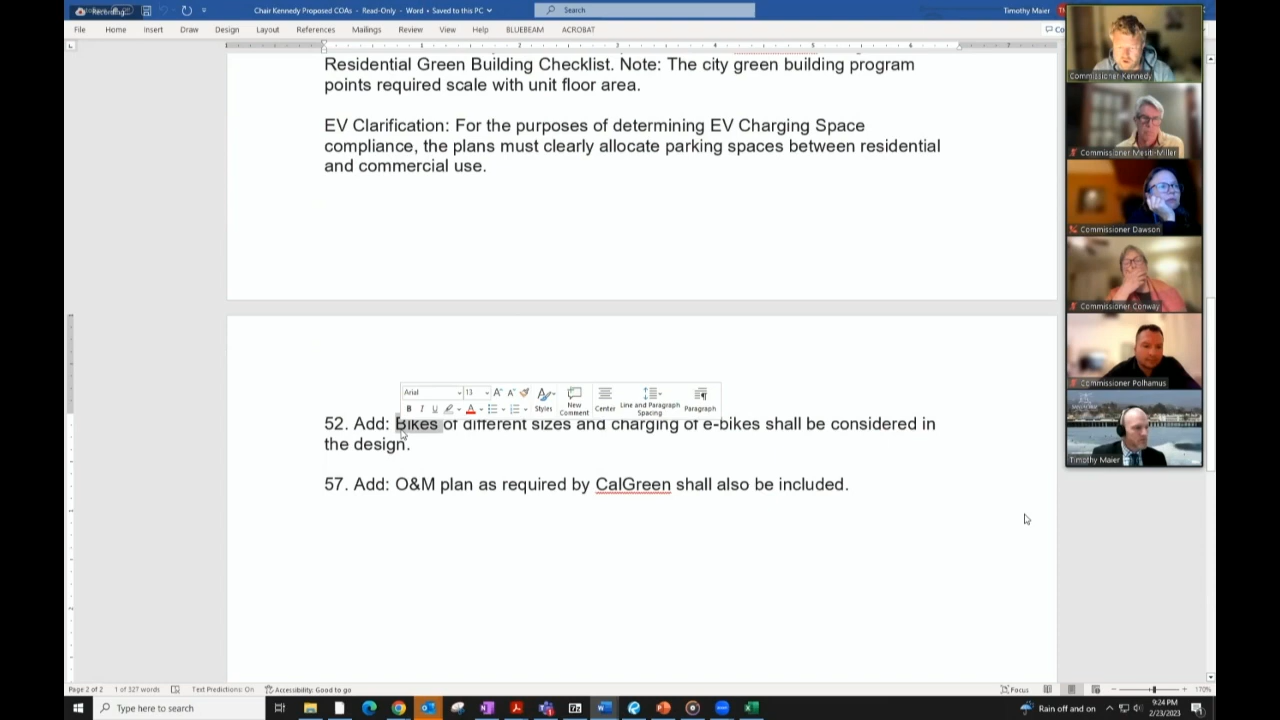 Recording...
Chair Kennedy Proposed COAs - Read-Only - Word • Saved to this PC
Search
Timothy Maier
File Home Insert Draw Design Layout References Mailings Review View Help BLUEBEAM ACROBAT
Residential Green Building Checklist. Note: The city green building program
points required scale with unit floor area.
EV Clarification: For the purposes of determining EV Charging Space
compliance, the plans must clearly allocate parking spaces between residential
and commercial use.
Arial 13
Styles New Comment Center Line and Paragraph Spacing Paragraph
52. Add: Bikes of different sizes and charging of e-bikes shall be considered in
the design.
57. Add: O&M plan as required by CalGreen shall also be included.
Commissioner Kennedy
Commissioner Mesiti-Miller
Commissioner Dawson
Commissioner Conway
Commissioner Polhamus
Timothy Maier
Page 2 of 2 1 of 327 words Text Predictions: On Accessibility: Good to go Focus 170%
Type here to search
Rain off and on
9:24 PM
2/23/2023